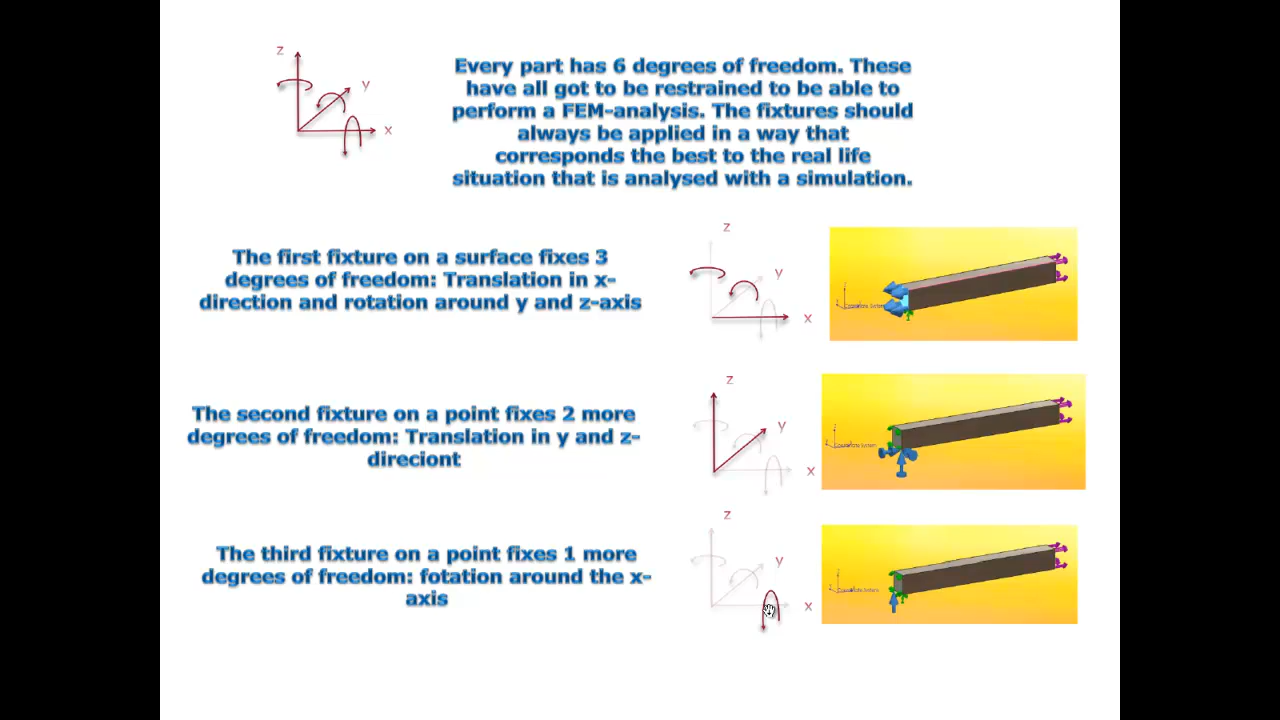 z
y
x
Every part has 6 degrees of freedom. These
have all got to be restrained to be able to
perform a FEM-analysis. The fixtures should
always be applied in a way that
corresponds the best to the real life
situation that is analysed with a simulation.
The first fixture on a surface fixes 3
degrees of freedom: Translation in x-
direction and rotation around y and z-axis
z
y
x
The second fixture on a point fixes 2 more
degrees of freedom: Translation in y and z-
direciont
z
y
x
The third fixture on a point fixes 1 more
degrees of freedom: fotation around the x-
axis
z
y
x